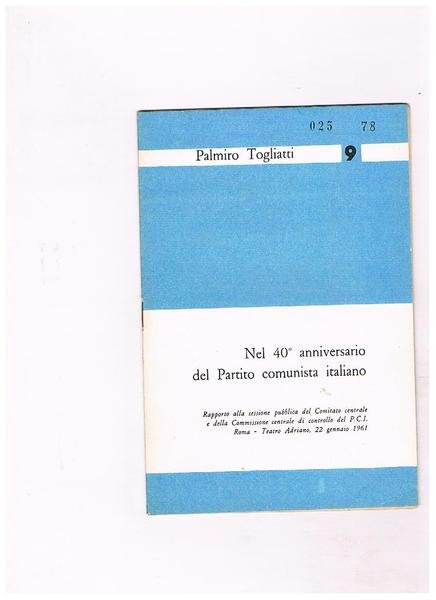 025 78
Palmiro Togliatti 9
Nel 40° anniversario
del Partito comunista italiano
Rapporto alla sessione pubblica del Comitato centrale
e della Commissione centrale di controllo del P.C.I.
Roma - Teatro Adriano, 22 gennaio 1961